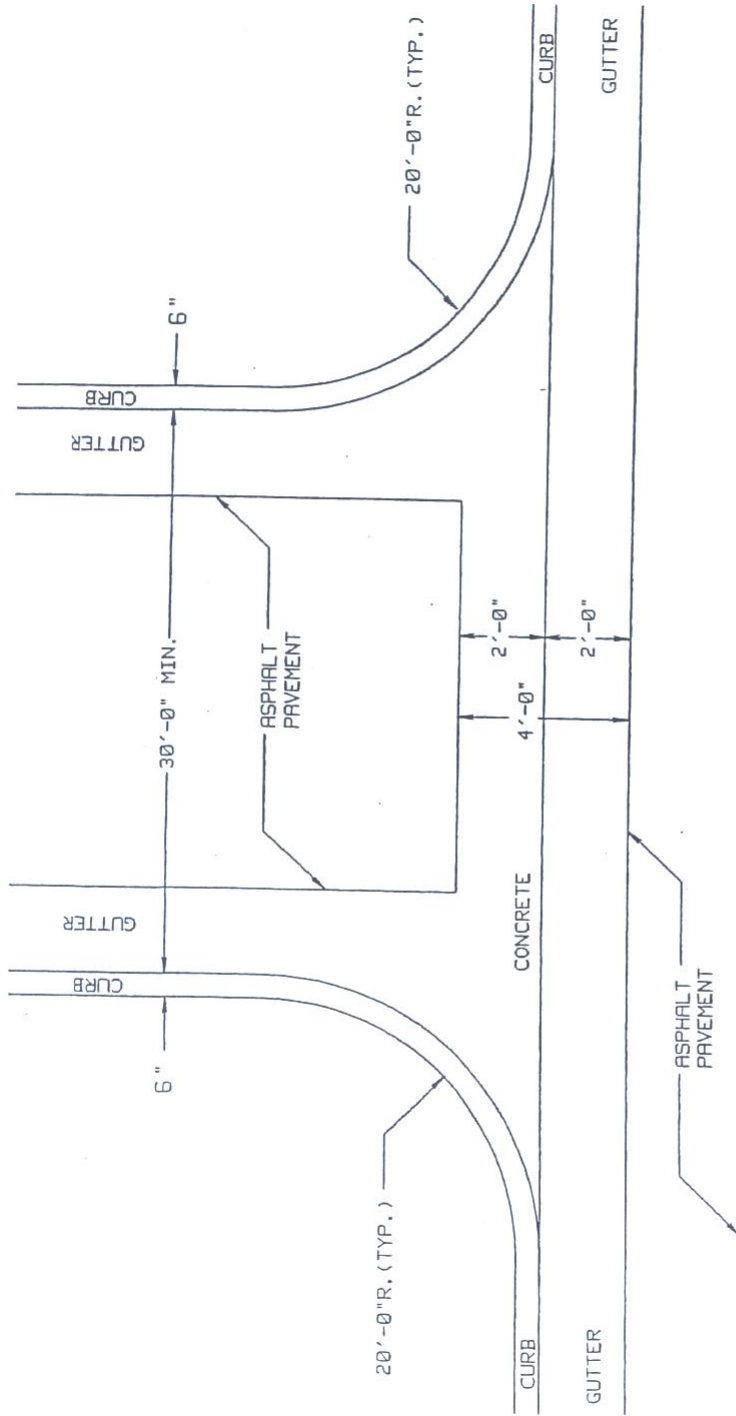 CURB
GUTTER
20'-0"R. (TYP.)
6"
CURB
GUTTER
30'-0" MIN.
ASPHALT
PAVEMENT
2'-0"
2'-0"
4'-0"
GUTTER
CURB
6"
CONCRETE
ASPHALT
PAVEMENT
20'-0"R. (TYP.)
CURB
GUTTER